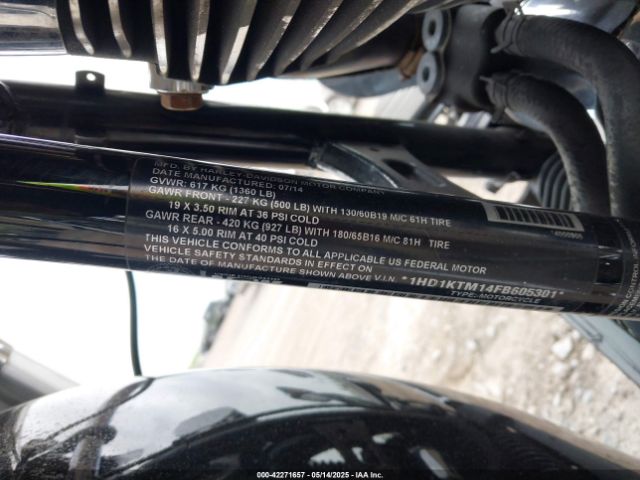 MFD. BY HARLEY-DAVIDSON MOTOR COMPANY
DATE MANUFACTURED: 07/14
GVWR: 617 KG (1360 LB)
GAWR FRONT - 227 KG (500 LB) WITH 130/60B19 M/C 61H TIRE
19 X 3.50 RIM AT 36 PSI COLD
GAWR REAR - 420 KG (927 LB) WITH 180/65B16 M/C 81H TIRE
16 X 5.00 RIM AT 40 PSI COLD
THIS VEHICLE CONFORMS TO ALL APPLICABLE US FEDERAL MOTOR
VEHICLE SAFETY STANDARDS IN EFFECT ON
THE DATE OF MANUFACTURE SHOWN ABOVE V.I.N. *1HD1KTM14FB605301*
TYPE: MOTORCYCLE
000-42271657 - 05/14/2025 - IAA Inc.